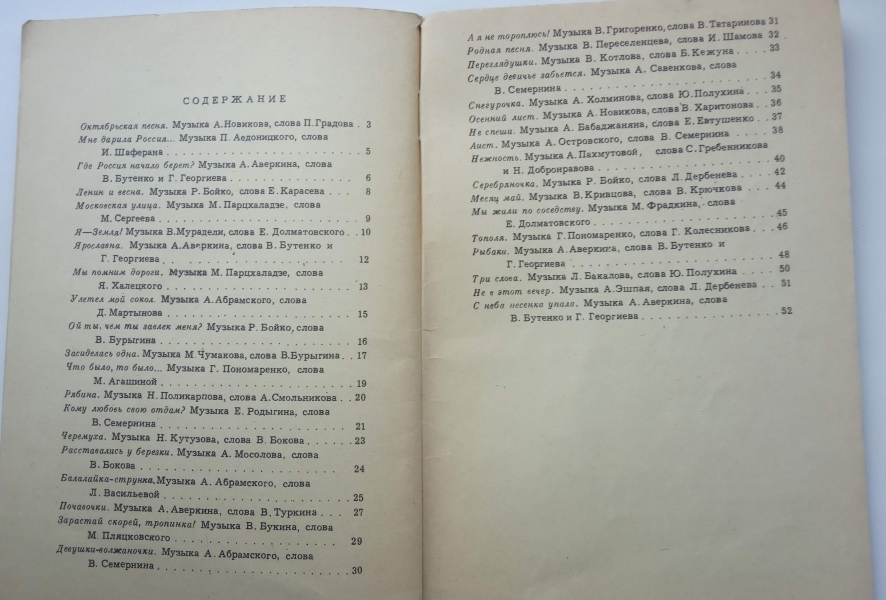 СОДЕРЖАНИЕ
Октябрьская песня. Музыка А.Новикова, слова П.Градова . 3
Мне дарила Россия... Музыка П. Аедоницкого, слова
И. Шаферана . . . . . . . . . . . . . . . . . . . . 5
Где Россия начало берет? Музыка А.Аверкина, слова
В. Бутенко и Г. Георгиева . . . . . . . . . . . . . 6
Ленин и весна. Музыка Р. Бойко, слова Е. Карасева . . . 8
Московская улица. Музыка М. Парцхаладзе, слова
М. Сергеева . . . . . . . . . . . . . . . . . . . . 9
Я—Земля! Музыка В.Мурадели, слова Е. Долматовского . 10
Ярославна. Музыка А.Аверкина, слова В. Бутенко и
Г. Георгиева . . . . . . . . . . . . . . . . . . . 12
Мы помним дороги. Музыка М. Парцхаладзе, слова
Я. Халецкого . . . . . . . . . . . . . . . . . . . 13
Улетел мой сокол. Музыка А. Абрамского, слова
Д. Мартынова . . . . . . . . . . . . . . . . . . . 15
Ой ты, чем ты завлек меня? Музыка Р. Бойко, слова
В. Бурыгина . . . . . . . . . . . . . . . . . . . 16
Засиделась одна. Музыка М.Чумакова, слова В.Бурыгина . 17
Что было, то было... Музыка Г. Пономаренко, слова
М. Агашиной . . . . . . . . . . . . . . . . . . . 19
Рябина. Музыка Н. Поликарпова, слова А.Смольникова . . 20
Кому любовь свою отдам? Музыка Е. Родыгина, слова
В. Семернина . . . . . . . . . . . . . . . . . . . 21
Черемуха. Музыка Н. Кутузова, слова В. Бокова . . . . . . 23
Расставались у березки. Музыка А. Мосолова, слова
В. Бокова . . . . . . . . . . . . . . . . . . . . 24
Балалайка-струнка. Музыка А. Абрамского, слова
Л. Васильевой . . . . . . . . . . . . . . . . . . 25
Почавочки. Музыка А. Аверкина, слова В. Туркина . . . 27
Зарастай скорей, тропинка! Музыка В. Букина, слова
М. Пляцковского . . . . . . . . . . . . . . . . . 29
Девушки-волжаночки. Музыка А. Абрамского, слова
В. Семернина . . . . . . . . . . . . . . . . . . . 30
А я не тороплюсь! Музыка В. Григоренко, слова В.Татаринова 31
Родная песня. Музыка В. Переселенцева, слова И. Шамова 32
Переглядушки. Музыка В. Котлова, слова Б. Кежуна . . . . 33
Сердце девичье забьется. Музыка А. Савенкова, слова
В. Семернина . . . . . . . . . . . . . . . . . . . 34
Снегурочка. Музыка А. Холминова, слова Ю. Полухина . . . 35
Осенний лист. Музыка А. Новикова, слова В. Харитонова . 36
Не спеши. Музыка А. Бабаджаняна, слова Е. Евтушенко . . 37
Аист. Музыка А. Островского, слова В. Семернина . . . . 38
Нежность. Музыка А. Пахмутовой, слова С. Гребенникова
и Н. Добронравова . . . . . . . . . . . . . . . . 40
Серебряночка. Музыка Р. Бойко, слова Л. Дербенева . . . . 42
Месяц май. Музыка В. Кривцова, слова В. Крючкова . . . 44
Мы жили по соседству. Музыка М. Фрадкина, слова
Е. Долматовского . . . . . . . . . . . . . . . . . 45
Тополя. Музыка Г. Пономаренко, слова Г. Колесникова . . 46
Рыбаки. Музыка А. Аверкина, слова В. Бутенко и
Г. Георгиева . . . . . . . . . . . . . . . . . . . 48
Три слова. Музыка Л. Бакалова, слова Ю. Полухина . . . . 50
Не в этот вечер. Музыка А.Эшпая, слова Л. Дербенева . . . 51
С неба песенка упала. Музыка А. Аверкина, слова
В. Бутенко и Г. Георгиева . . . . . . . . . . . . . 52